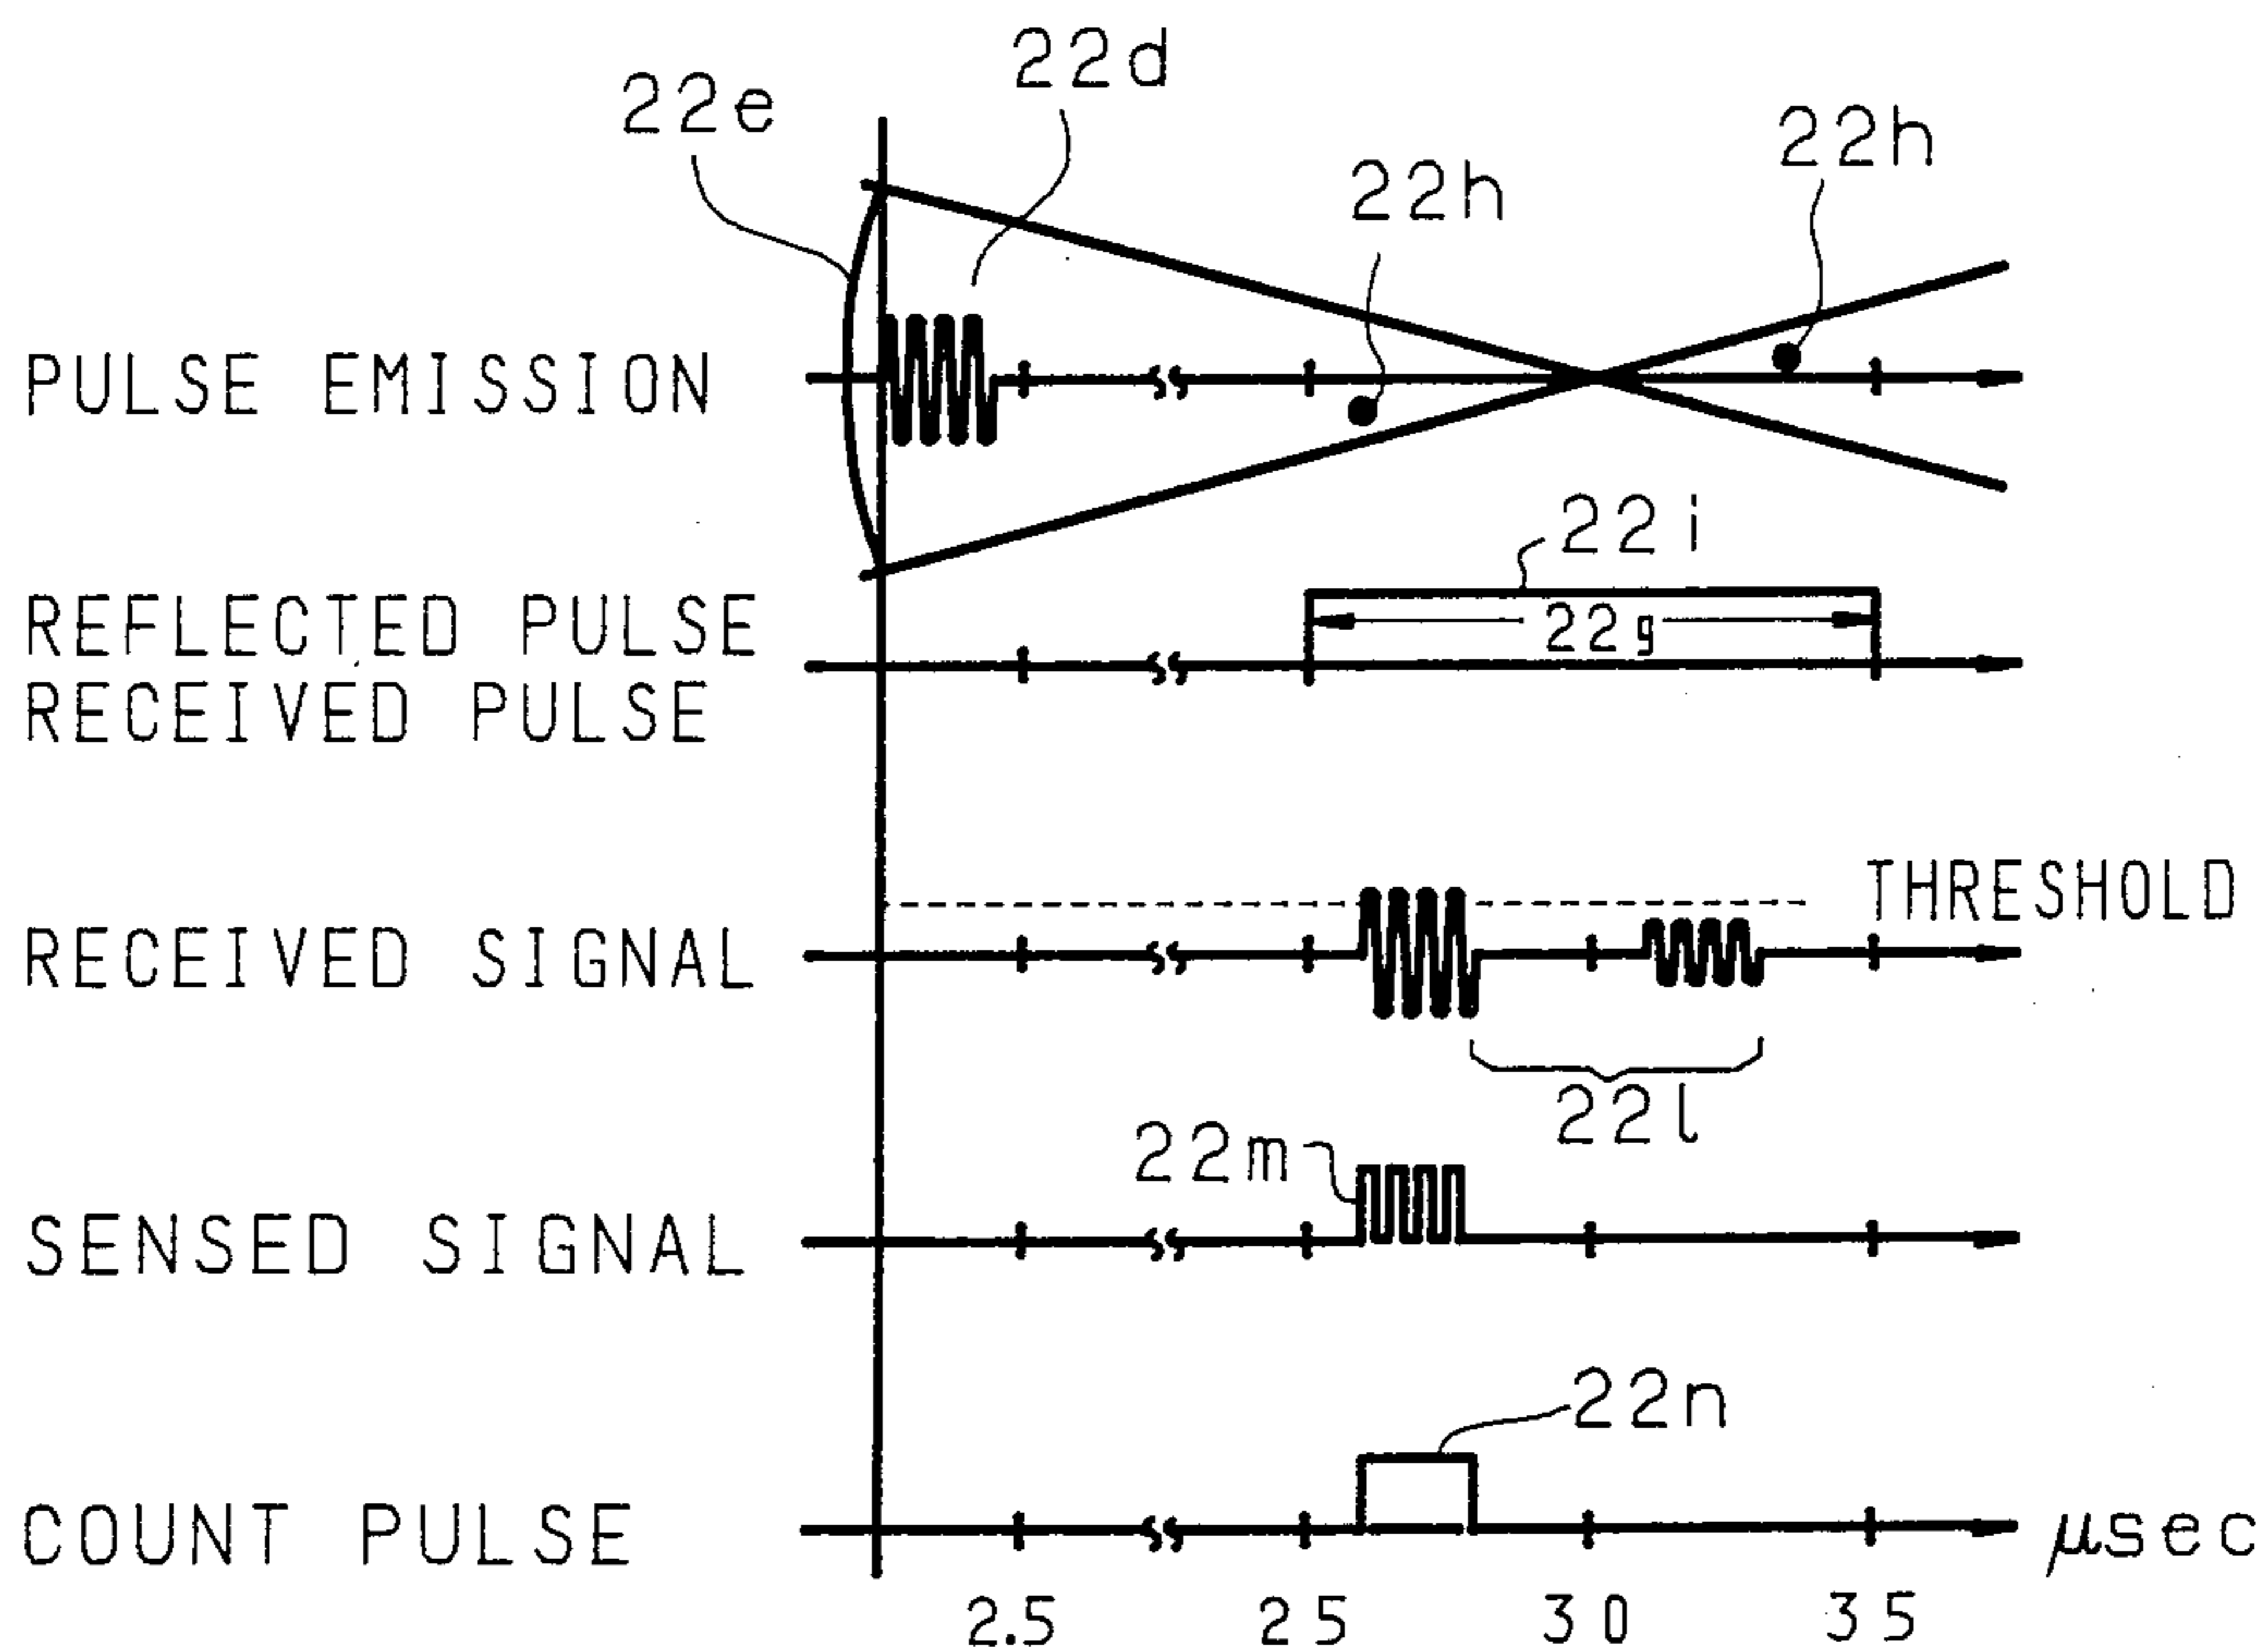 22d
22e
22h
22h
PULSE EMISSION
22i
REFLECTED PULSE
22g
RECEIVED PULSE
THRESHOLD
RECEIVED SIGNAL
22l
22m
SENSED SIGNAL
22n
COUNT PULSE
μsec
2.5 25 30 35